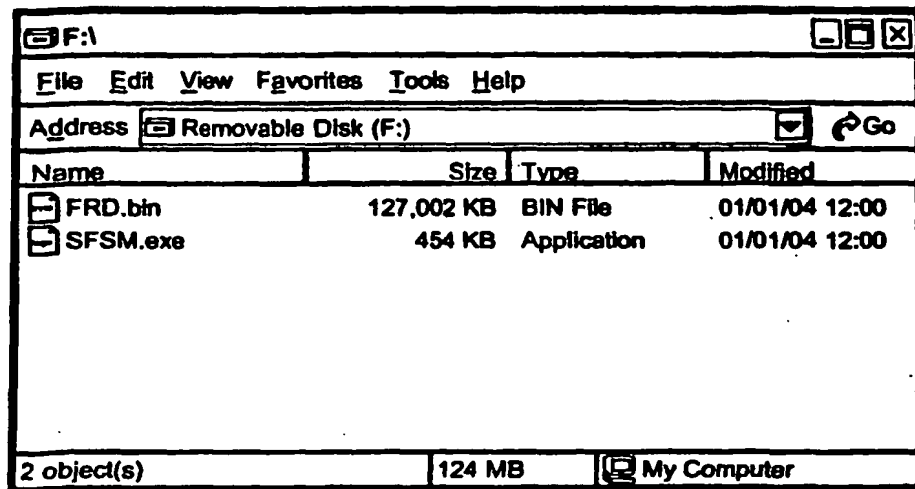 F:\
File Edit View Favorites Tools Help
Address Removable Disk (F:) Go
Name Size Type Modified
FRD.bin 127,002 KB BIN File 01/01/04 12:00
SFSM.exe 454 KB Application 01/01/04 12:00
2 object(s) 124 MB My Computer